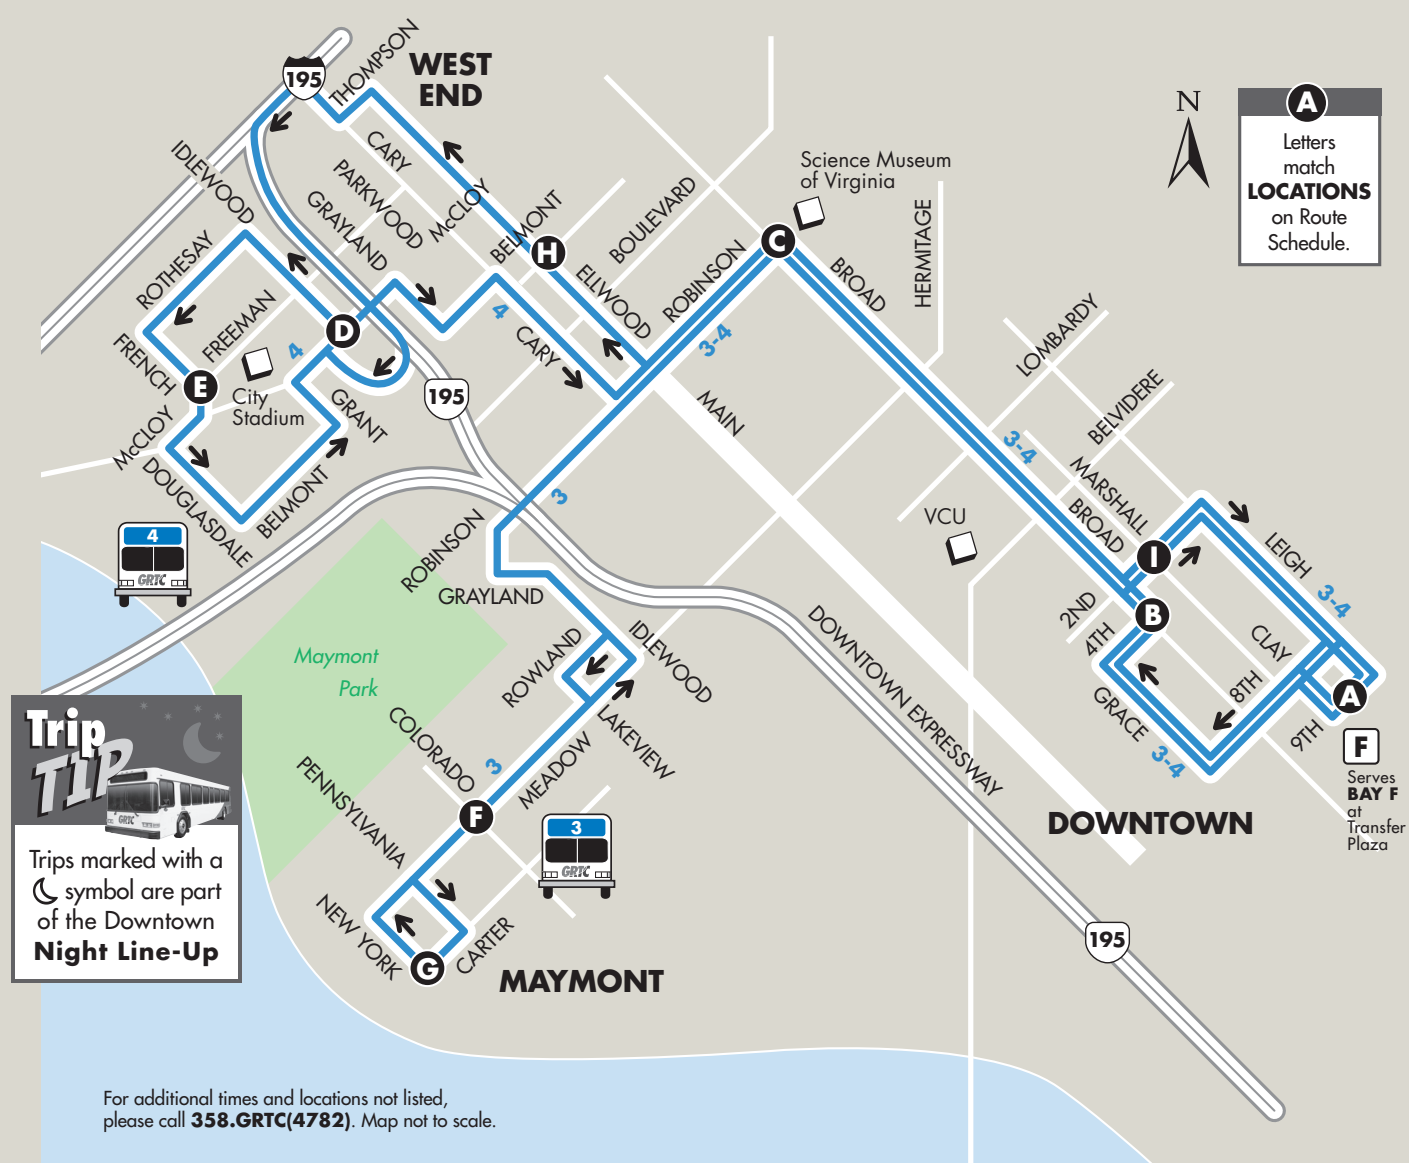 195
THOMPSON
WEST
END
IDLEWOOD
CARY
PARKWOOD
GRAYLAND
McCLOY
BELMONT
H
ELLWOOD
BOULEVARD
ROBINSON
C
Science Museum
of Virginia
BROAD
HERMITAGE
N
A
Letters
match
LOCATIONS
on Route
Schedule.
ROTHESAY
FREEMAN
FRENCH
D
4
4
CARY
3-4
E
City
Stadium
GRANT
195
MAIN
LOMBARDY
BELVIDERE
McCLOY
DOUGLASDALE
BELMONT
3-4
MARSHALL
BROAD
VCU
I
LEIGH
3-4
4
GRTC
3
ROBINSON
GRAYLAND
2ND
4TH
B
CLAY
8TH
9TH
A
F
Serves
BAY F
at
Transfer
Plaza
GRACE
3-4
Maymont
Park
ROWLAND
IDLEWOOD
LAKEVIEW
DOWNTOWN EXPRESSWAY
COLORADO
3
MEADOW
PENNSYLVANIA
F
3
GRTC
DOWNTOWN
NEW YORK
G
CARTER
MAYMONT
195
Trip
TIP
GRTC
Trips marked with a
symbol are part
of the Downtown
Night Line-Up
For additional times and locations not listed,
please call 358.GRTC(4782). Map not to scale.